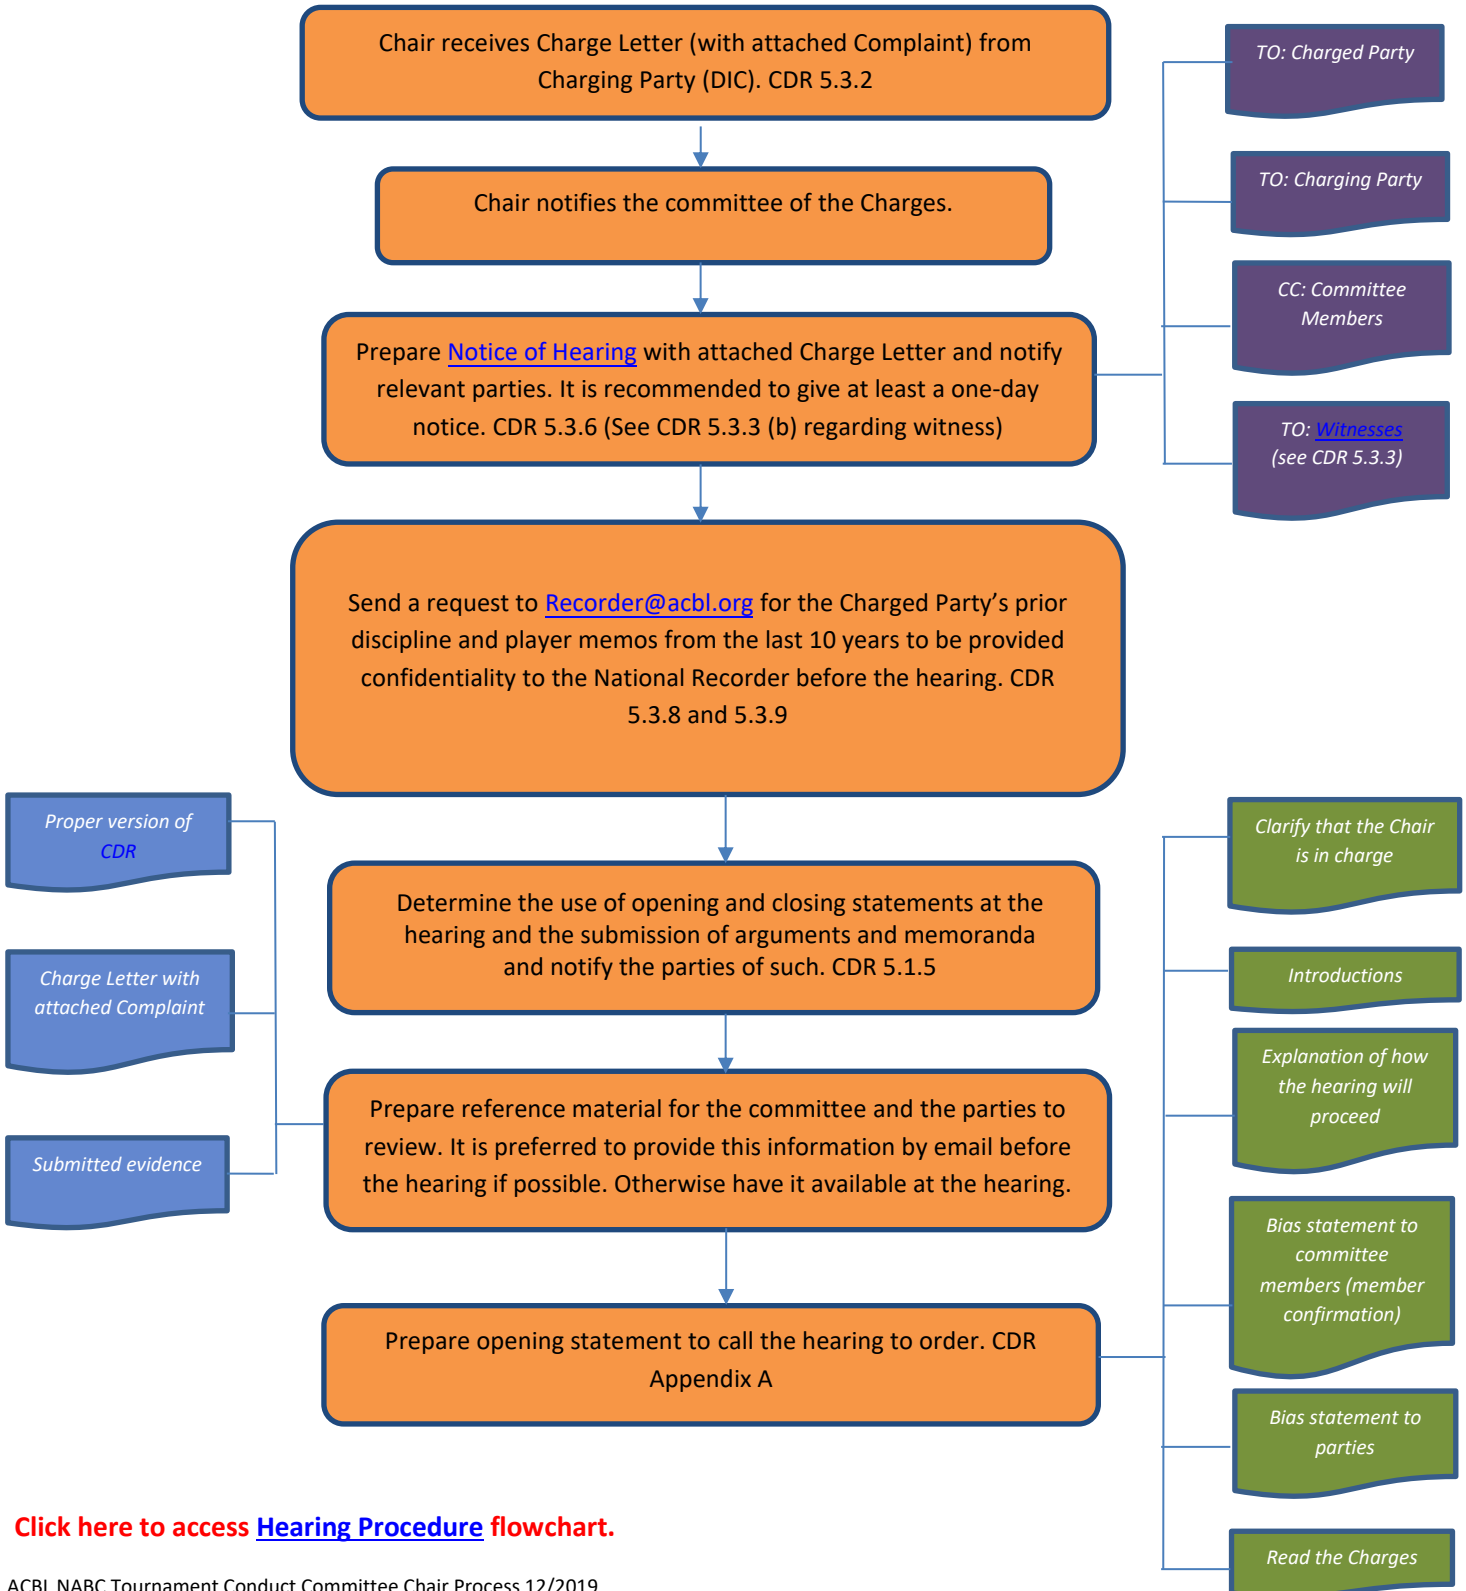 Chair receives Charge Letter (with attached Complaint) from
Charging Party (DIC). CDR 5.3.2
Chair notifies the committee of the Charges.
Prepare Notice of Hearing with attached Charge Letter and notify
relevant parties. It is recommended to give at least a one-day
notice. CDR 5.3.6 (See CDR 5.3.3 (b) regarding witness)
TO: Charged Party
TO: Charging Party
CC: Committee
Members
TO: Witnesses
(see CDR 5.3.3)
Send a request to Recorder@acbl.org for the Charged Party’s prior
discipline and player memos from the last 10 years to be provided
confidentiality to the National Recorder before the hearing. CDR
5.3.8 and 5.3.9
Determine the use of opening and closing statements at the
hearing and the submission of arguments and memoranda
and notify the parties of such. CDR 5.1.5
Proper version of
CDR
Charge Letter with
attached Complaint
Submitted evidence
Prepare reference material for the committee and the parties to
review. It is preferred to provide this information by email before
the hearing if possible. Otherwise have it available at the hearing.
Prepare opening statement to call the hearing to order. CDR
Appendix A
Clarify that the Chair
is in charge
Introductions
Explanation of how
the hearing will
proceed
Bias statement to
committee
members (member
confirmation)
Bias statement to
parties
Read the Charges
Click here to access Hearing Procedure flowchart.
ACBL NABC Tournament Conduct Committee Chair Process 12/2019